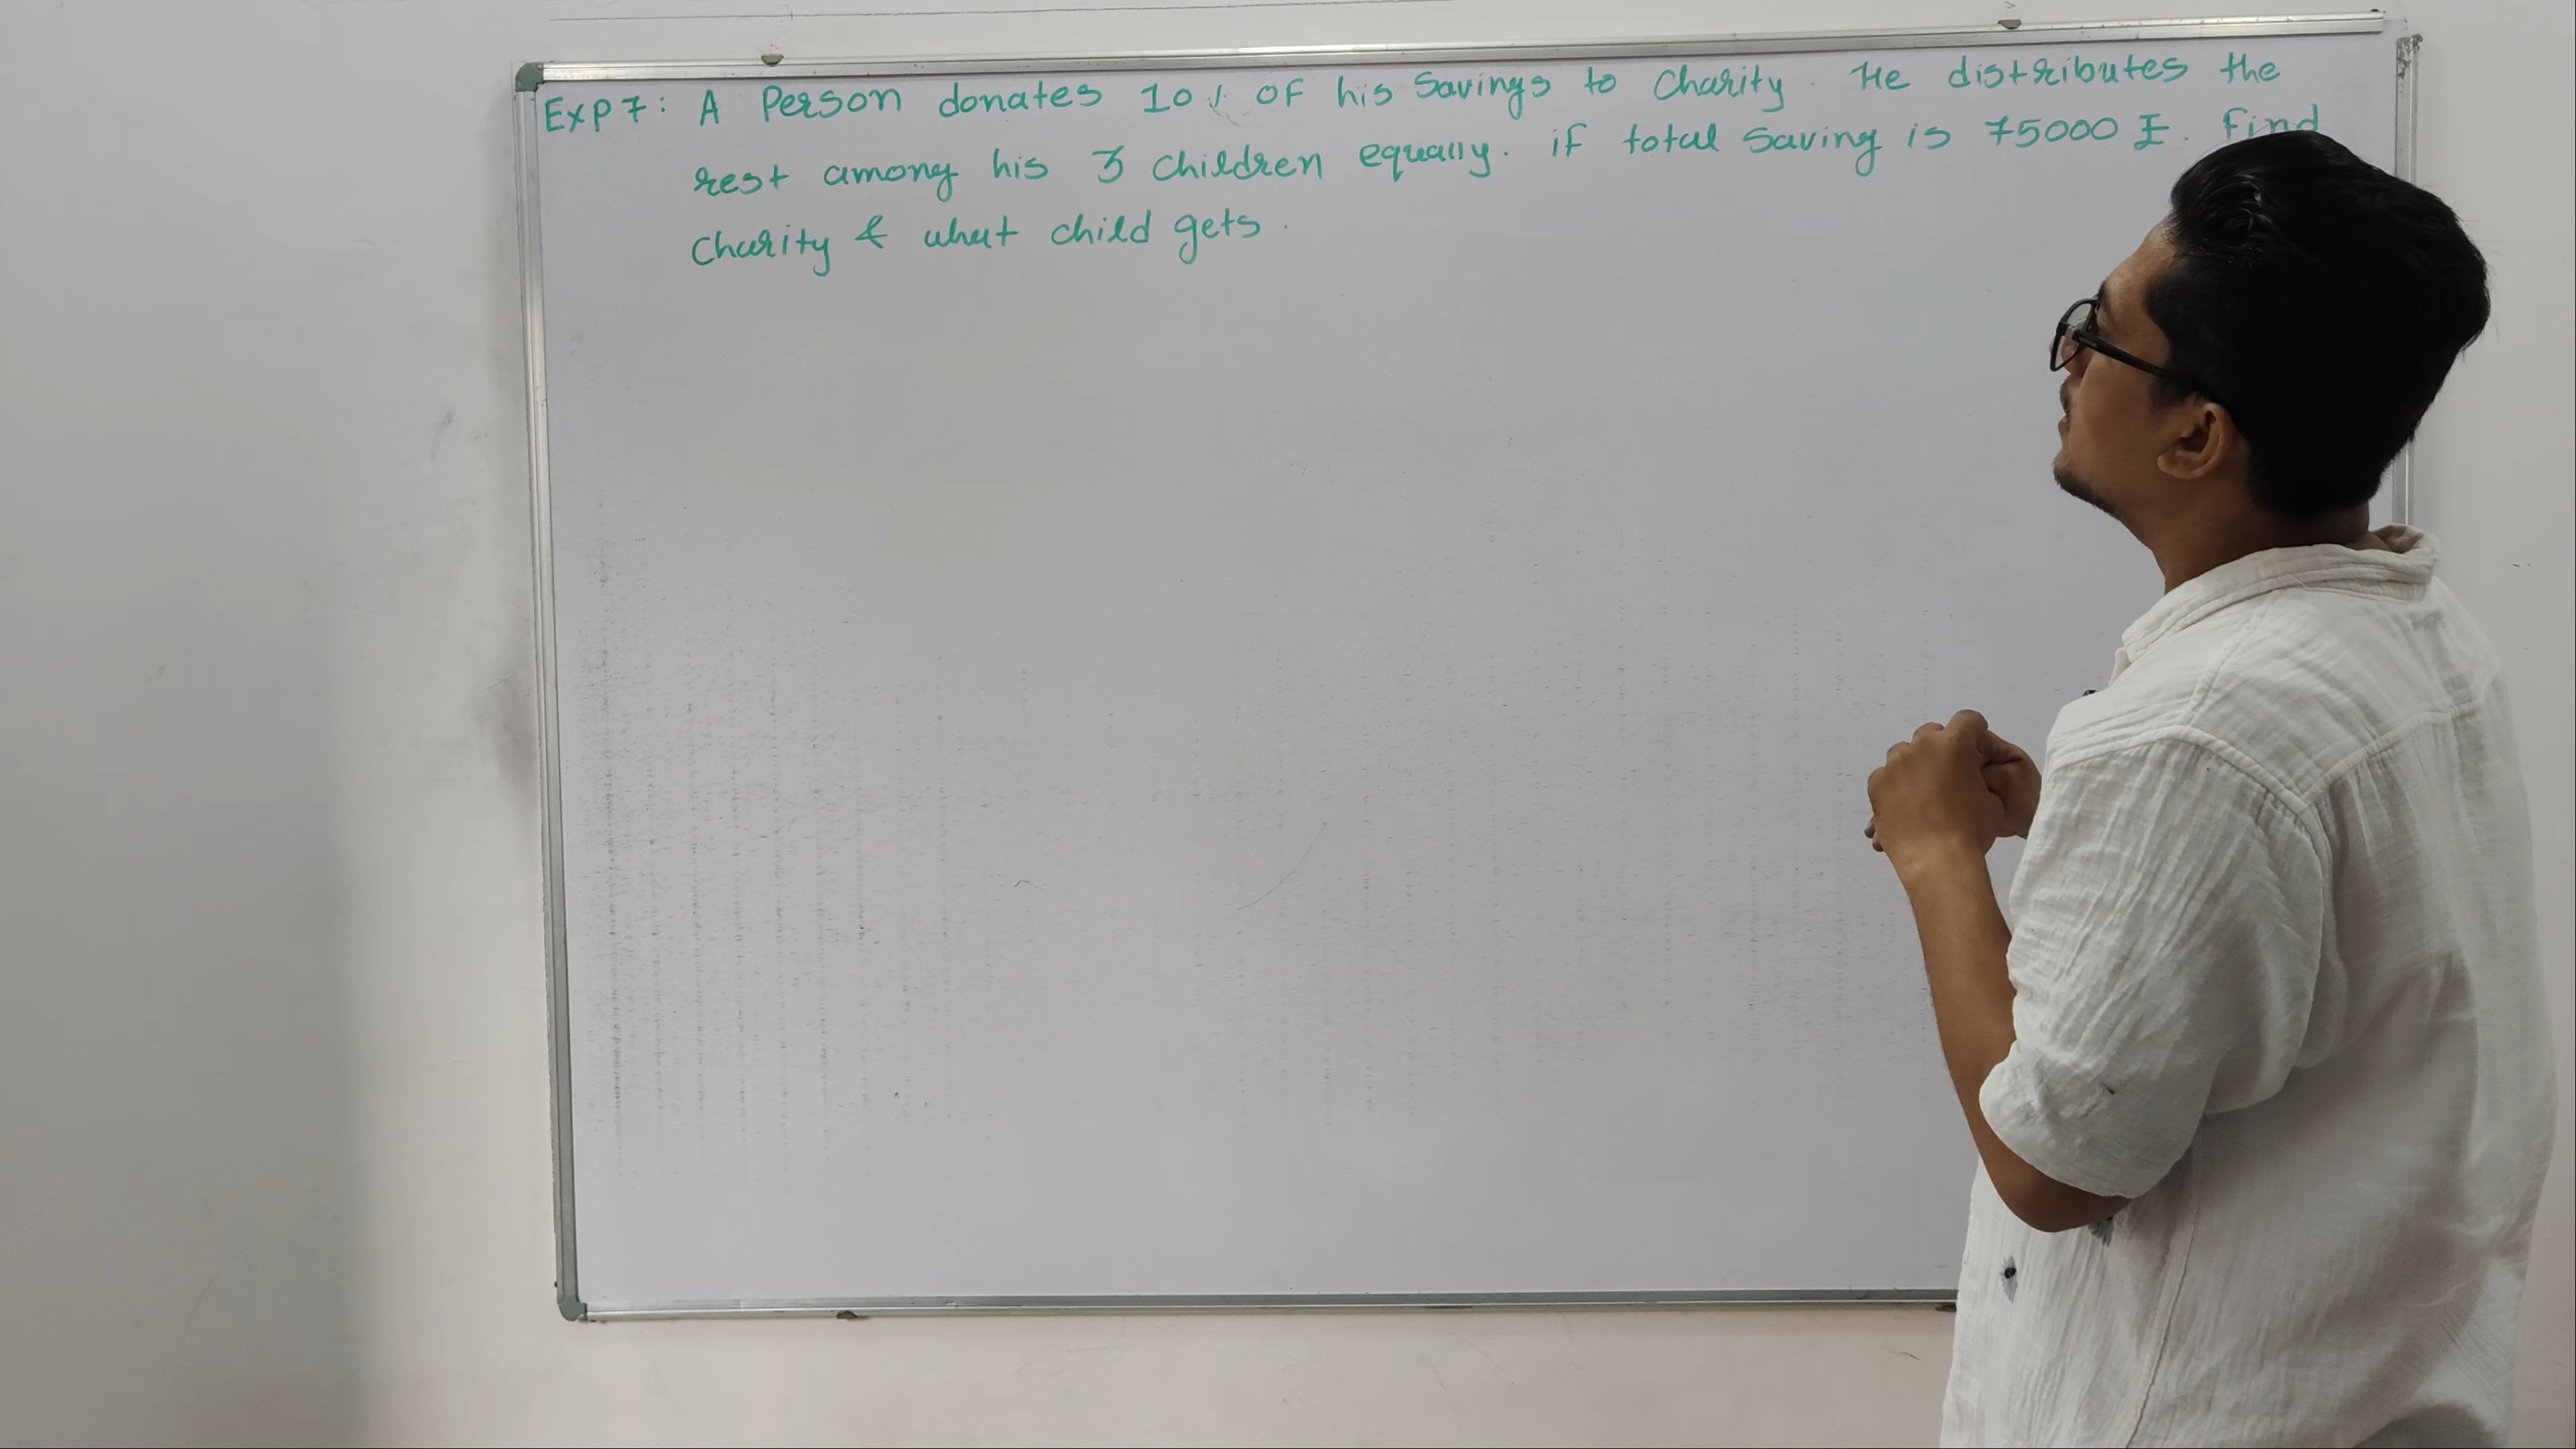 Exp 7: A Person donates 10% OF his Savings to Charity. He distributes the
rest among his 3 children equally. if total Saving is 75000 ₹. Find
Charity & what child gets.